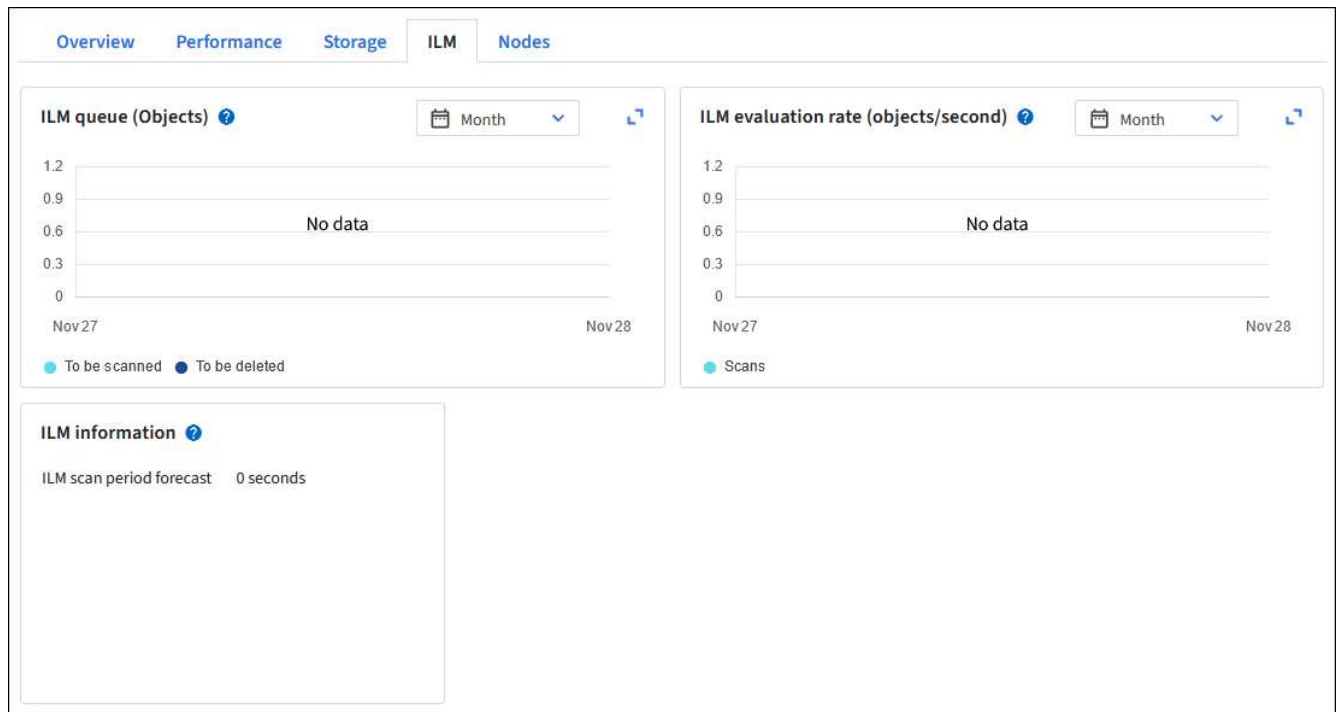 Overview Performance Storage ILM Nodes
ILM queue (Objects) ? Month
1.2
0.9
0.6
0.3
0
No data
Nov 27 Nov 28
To be scanned To be deleted
ILM evaluation rate (objects/second) ? Month
1.2
0.9
0.6
0.3
0
No data
Nov 27 Nov 28
Scans
ILM information ?
ILM scan period forecast 0 seconds